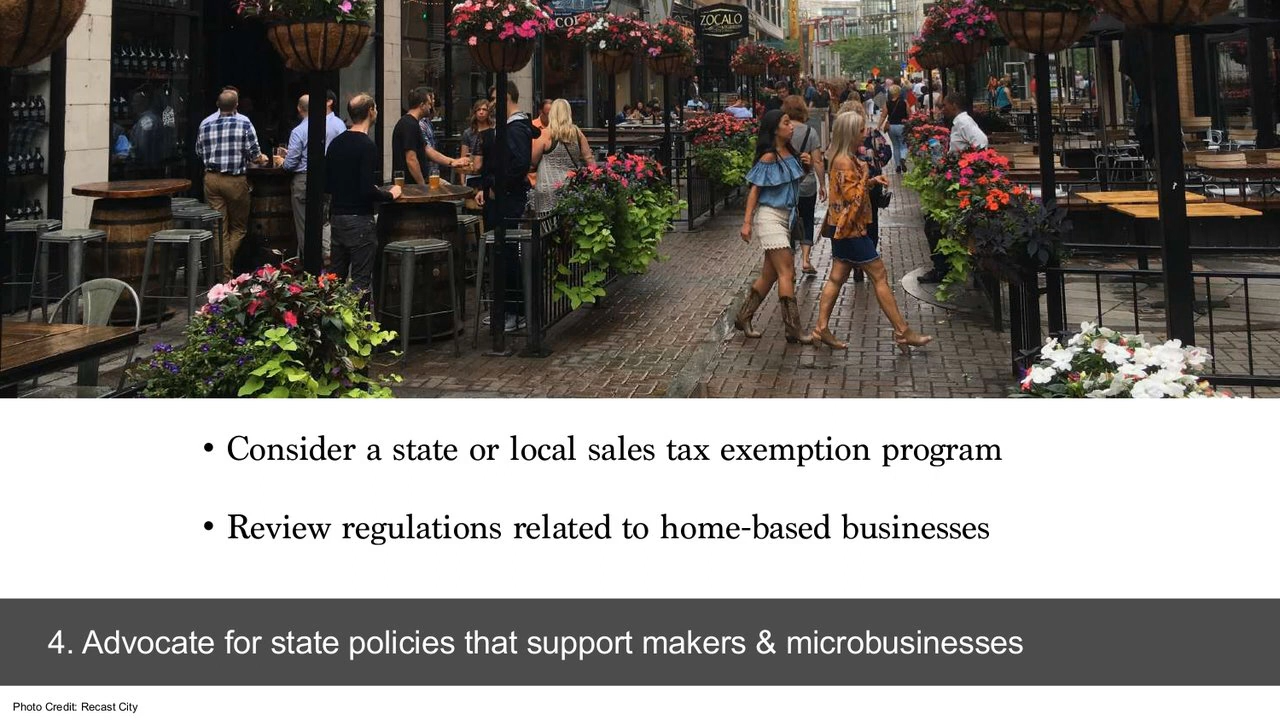 ZOCALO
• Consider a state or local sales tax exemption program
• Review regulations related to home-based businesses
4. Advocate for state policies that support makers & microbusinesses
Photo Credit: Recast City